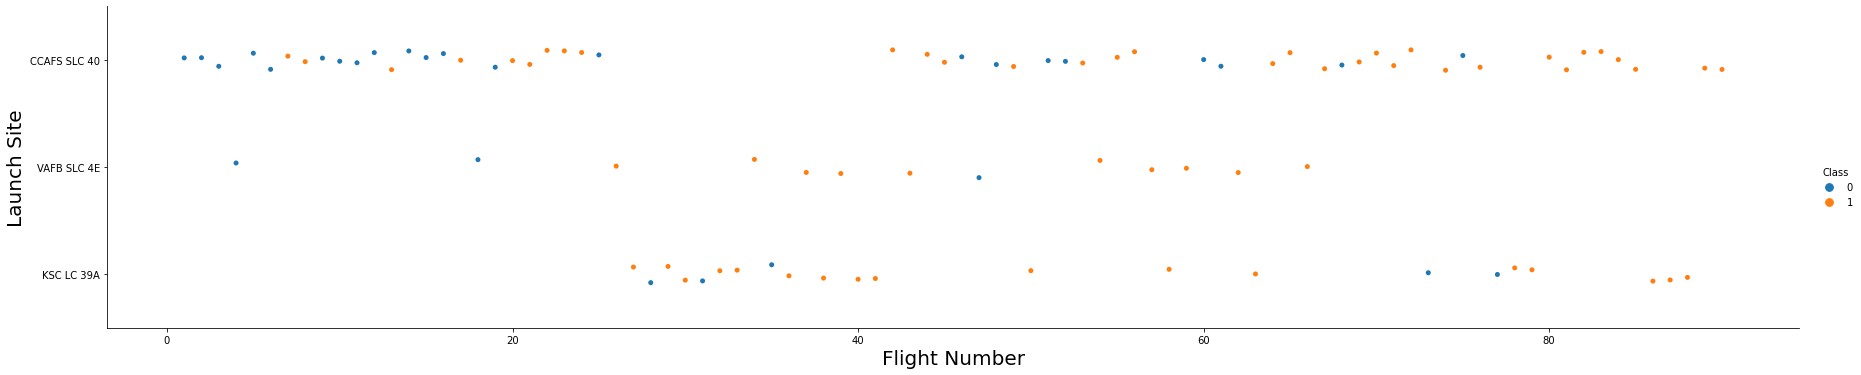 Launch Site
CCAFS SLC 40
VAFB SLC 4E
KSC LC 39A
0
20
40
60
80
Flight Number
Class
0
1